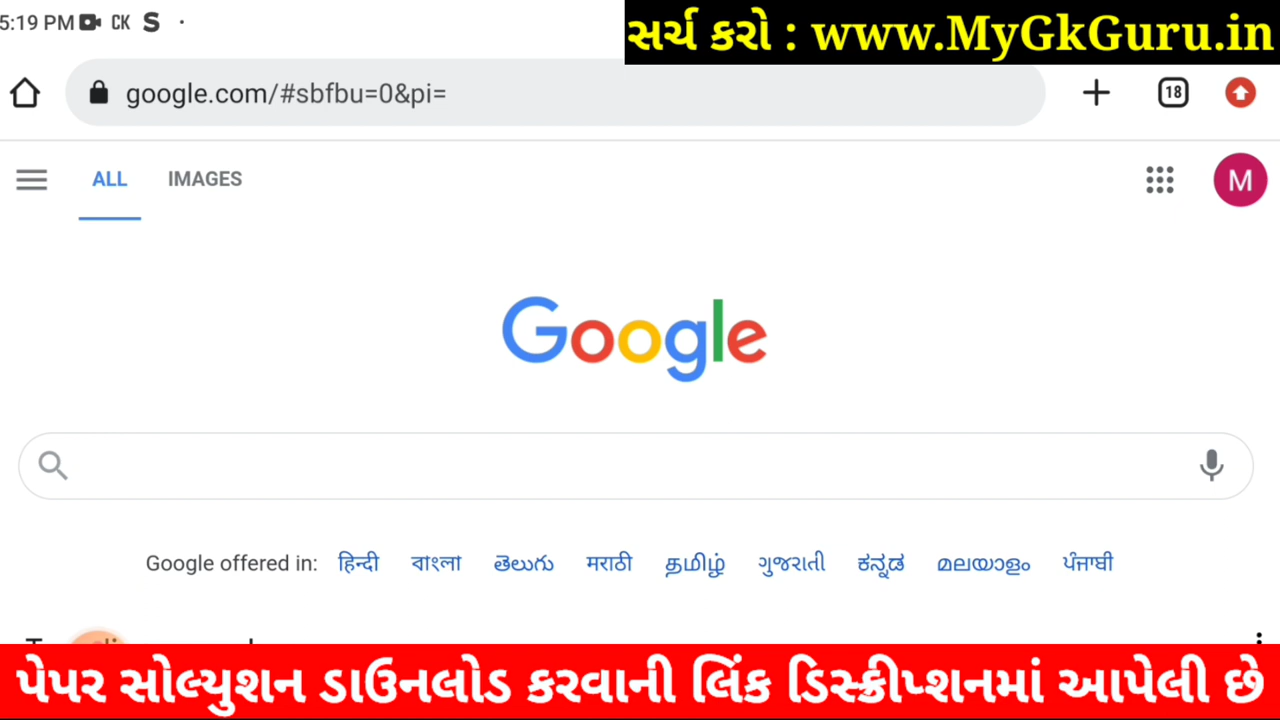 5:19 PM CK S
સર્ચ કરો : www.MyGkGuru.in
google.com/#sbfbu=0&pi=
18
ALL IMAGES
M
Google
Google offered in: हिन्दी বাংলা తెలుగు मराठी தமிழ் ગુજરાતી ಕನ್ನಡ മലയാളം ਪੰਜਾਬੀ
પેપર સોલ્યુશન ડાઉનલોડ કરવાની લિંક ડિસ્ક્રીપ્શનમાં આપેલી છે